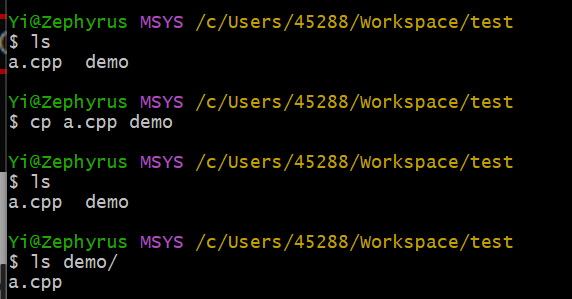 Yi@Zephyrus MSYS /c/Users/45288/Workspace/test
$ ls
a.cpp  demo
Yi@Zephyrus MSYS /c/Users/45288/Workspace/test
$ cp a.cpp demo
Yi@Zephyrus MSYS /c/Users/45288/Workspace/test
$ ls
a.cpp  demo
Yi@Zephyrus MSYS /c/Users/45288/Workspace/test
$ ls demo/
a.cpp